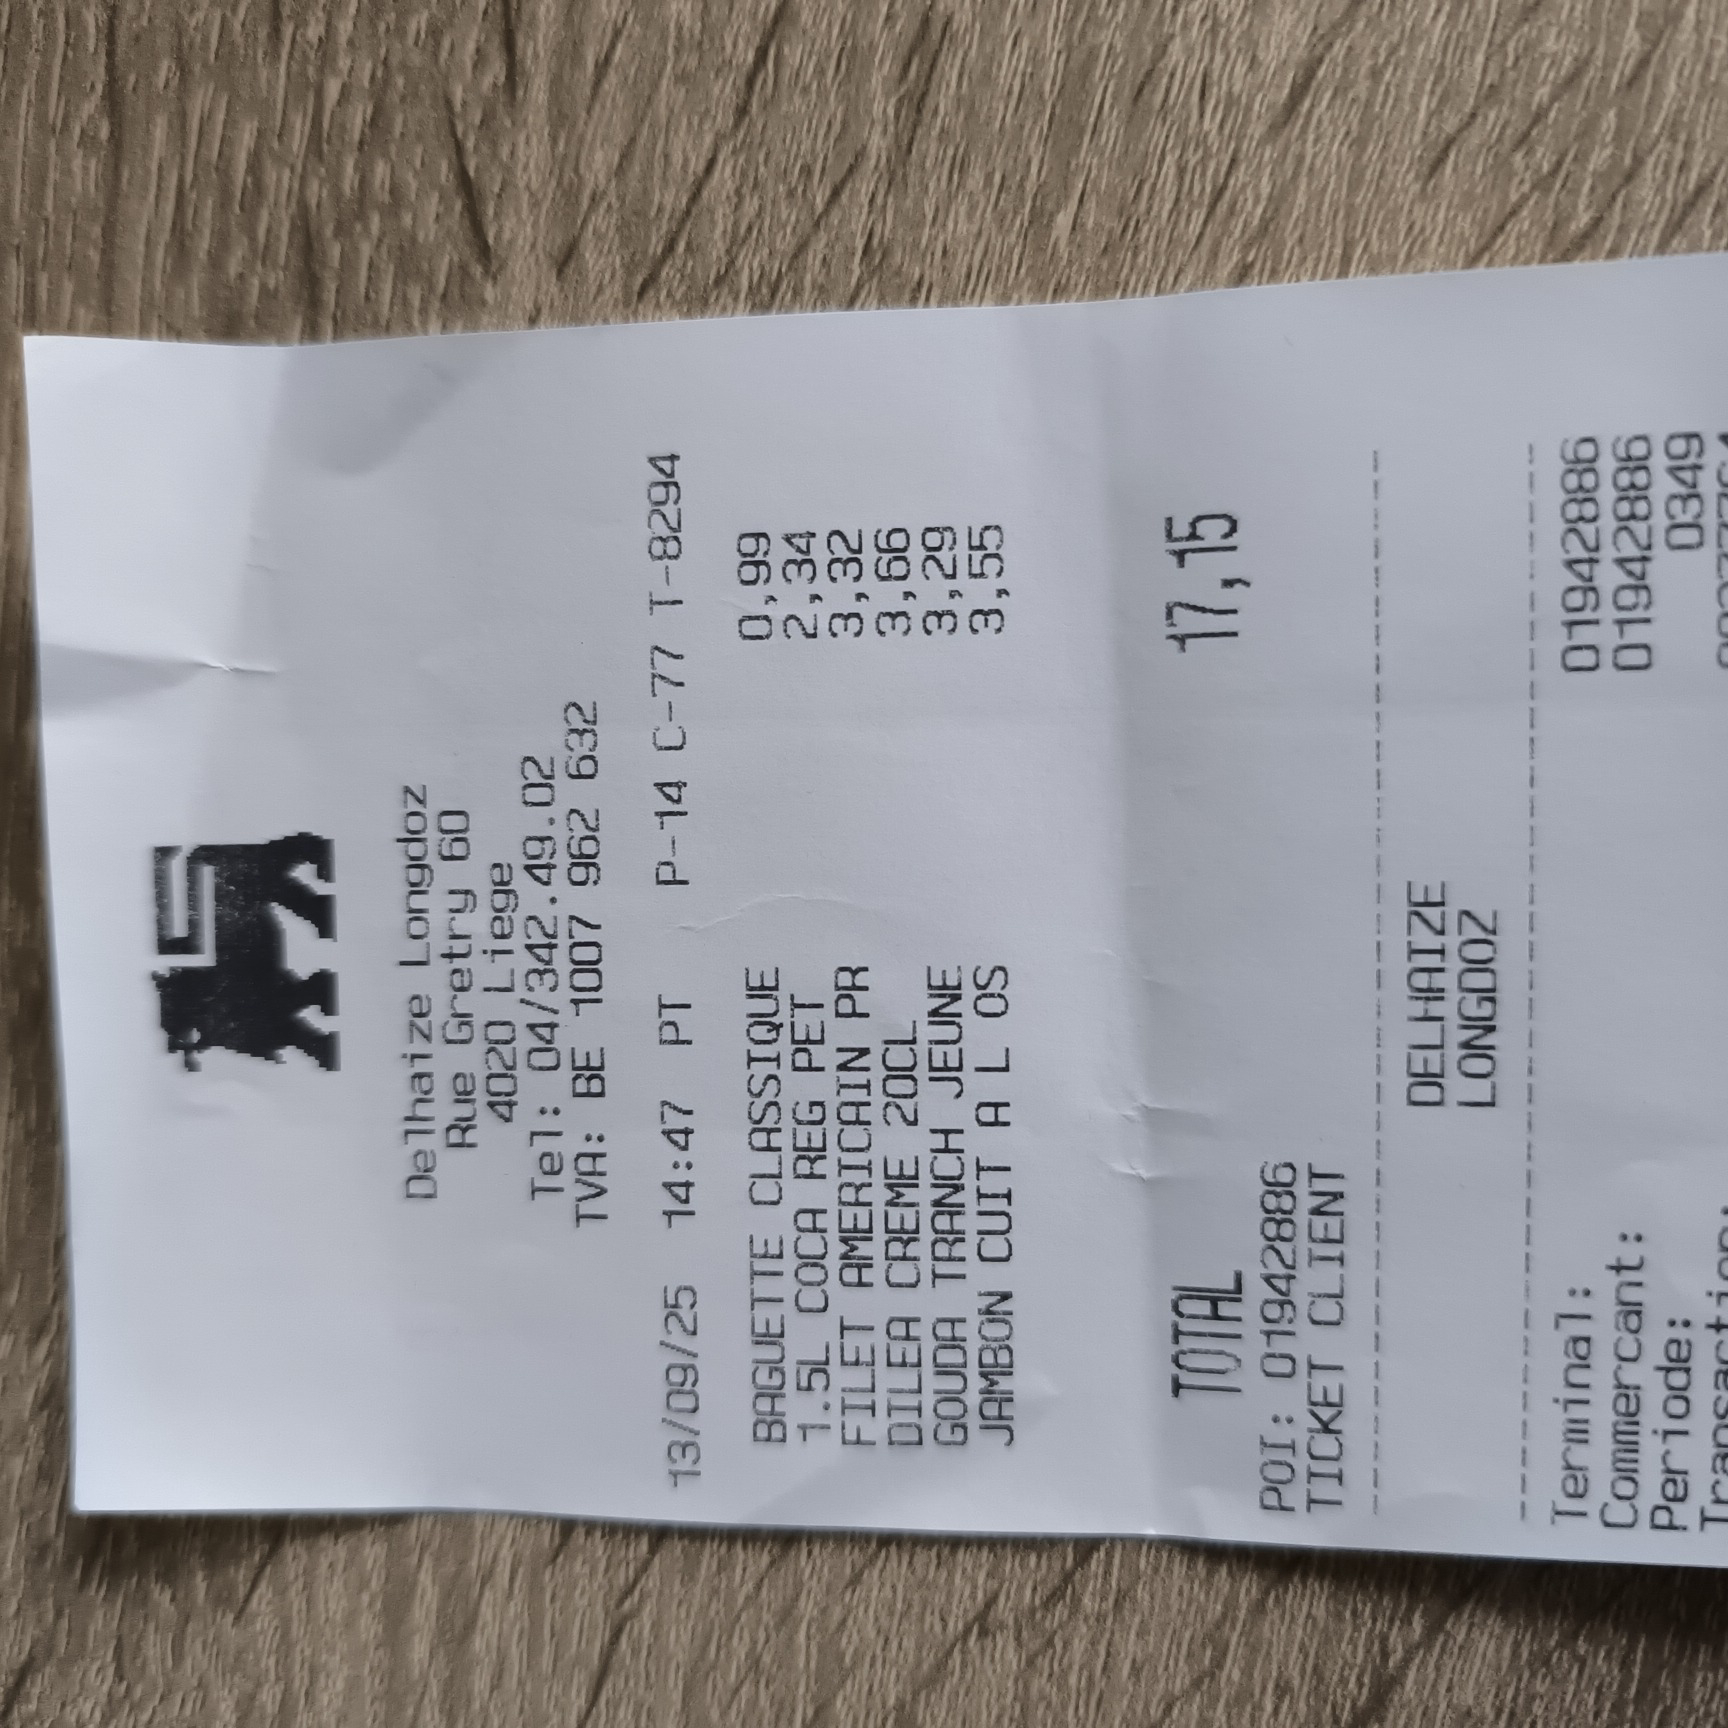 Delhaize Longdoz
Rue Gretry 60
4020 Liege
Tel: 04/342.49.02
TVA: BE 1007 962 632
13/09/25 14:47 PT P-14 C-77 T-8294
BAGUETTE CLASSIQUE 0,99
1.5L COCA REG PET 2,34
FILET AMERICAIN PR 3,32
DILEA CREME 20CL 3,66
GOUDA TRANCH JEUNE 3,29
JAMBON CUIT A L OS 3,55
TOTAL 17,15
POI: 01942886
TICKET CLIENT
DELHAIZE
LONGDOZ
Terminal: 01942886
Commercant: 01942886
Periode: 0349
Transaction: